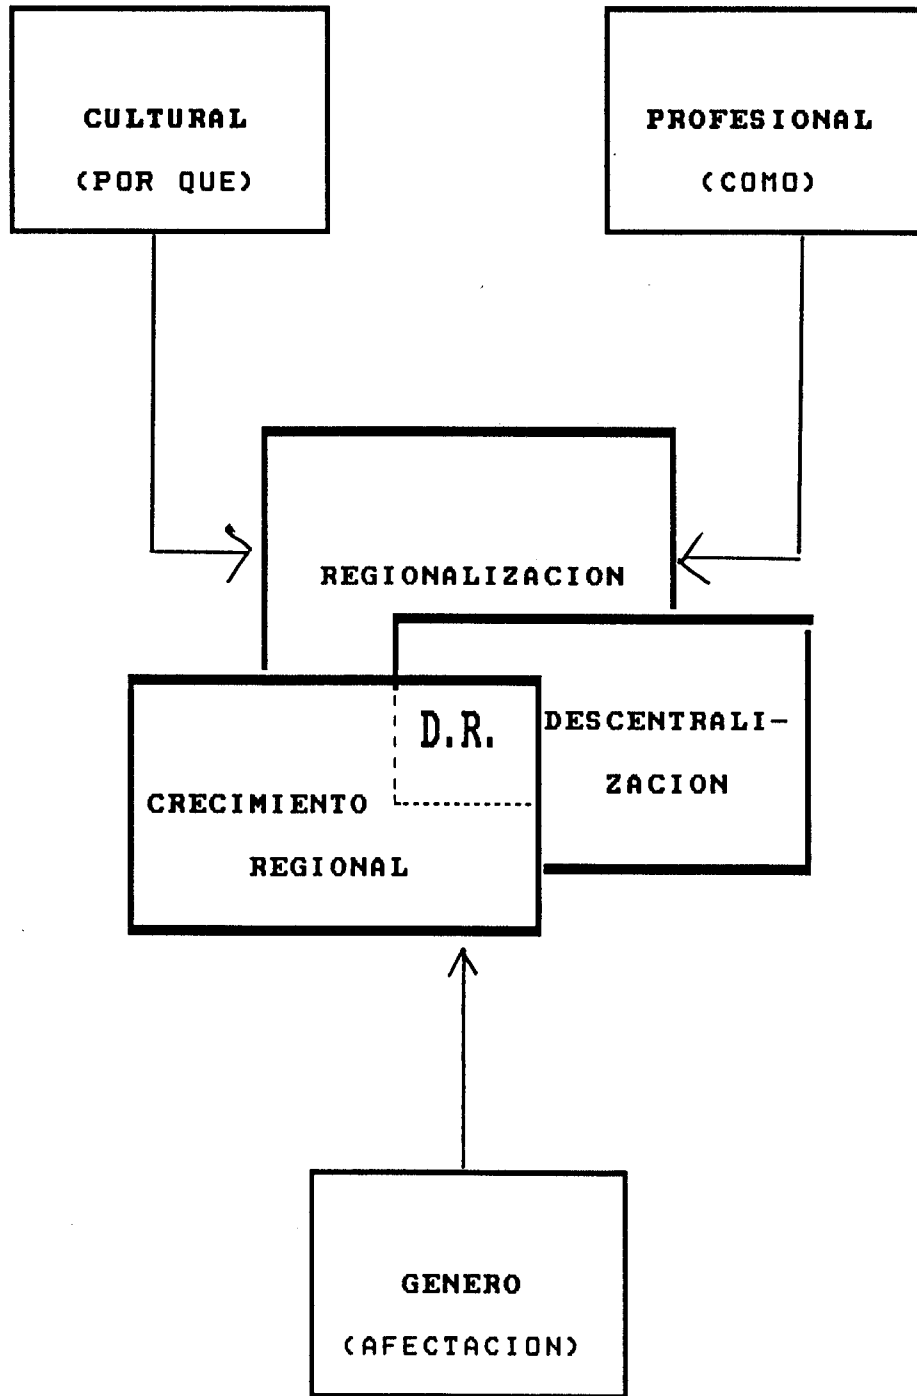 CULTURAL
(POR QUE)
PROFESIONAL
(COMO)
REGIONALIZACION
D.R.
DESCENTRALI-
ZACION
CRECIMIENTO
REGIONAL
GENERO
(AFECTACION)